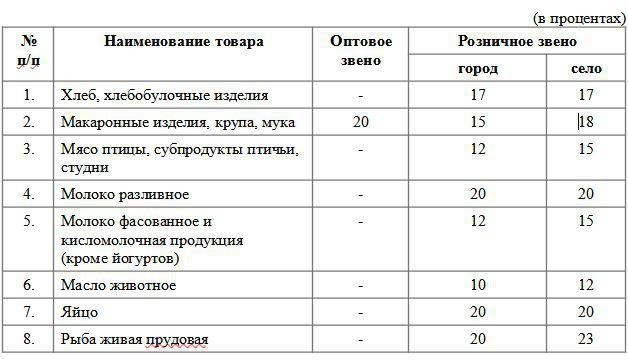 (в процентах)
№ п/п Наименование товара Оптовое звено Розничное звено
город село
1. Хлеб, хлебобулочные изделия - 17 17
2. Макаронные изделия, крупа, мука 20 15 18
3. Мясо птицы, субпродукты птичьи, - 12 15
студни
4. Молоко разливное - 20 20
5. Молоко фасованное и - 12 15
кисломолочная продукция
(кроме йогуртов)
6. Масло животное - 10 12
7. Яйцо - 20 20
8. Рыба живая прудовая - 20 23